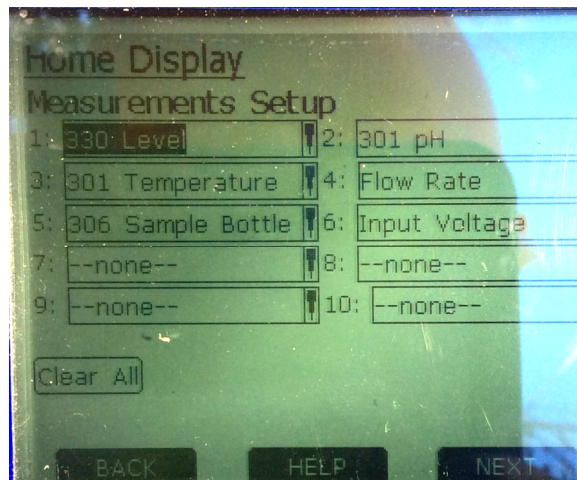 Home Display
Measurements Setup
1: 330 Level 2: 301 pH
3: 301 Temperature 4: Flow Rate
5: 306 Sample Bottle 6: Input Voltage
7: --none-- 8: --none--
9: --none-- 10: --none--
Clear All
BACK HELP NEXT